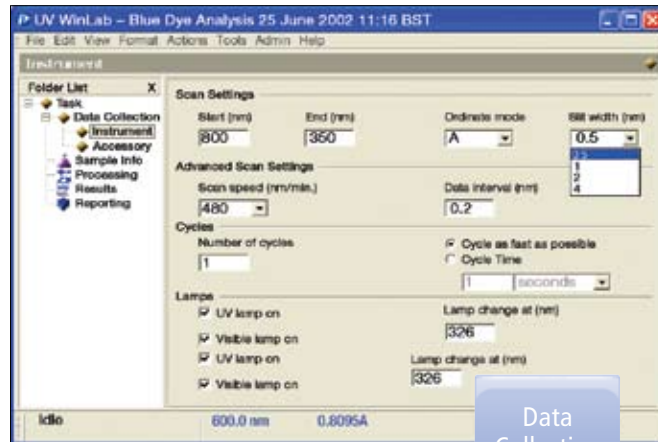 UV WinLab – Blue Dye Analysis 25 June 2002 11:16 BST
File Edit View Format Actions Tools Admin Help
Instrument
Folder List X
Task
Data Collection
Instrument
Accessory
Sample Info
Processing
Results
Reporting
Scan Settings
Start (nm) End (nm) Ordinate mode Slit width (nm)
800 350 A 0.5
1
2
4
Advanced Scan Settings
Scan speed (nm/min.) Data interval (nm)
480 0.2
Cycles
Number of cycles
1
Cycle as fast as possible
Cycle Time
1 seconds
Lamps
UV lamp on Lamp change at (nm)
Visible lamp on 326
UV lamp on Lamp change at (nm)
Visible lamp on 326
Idle 600.0 nm 0.8095A
Data